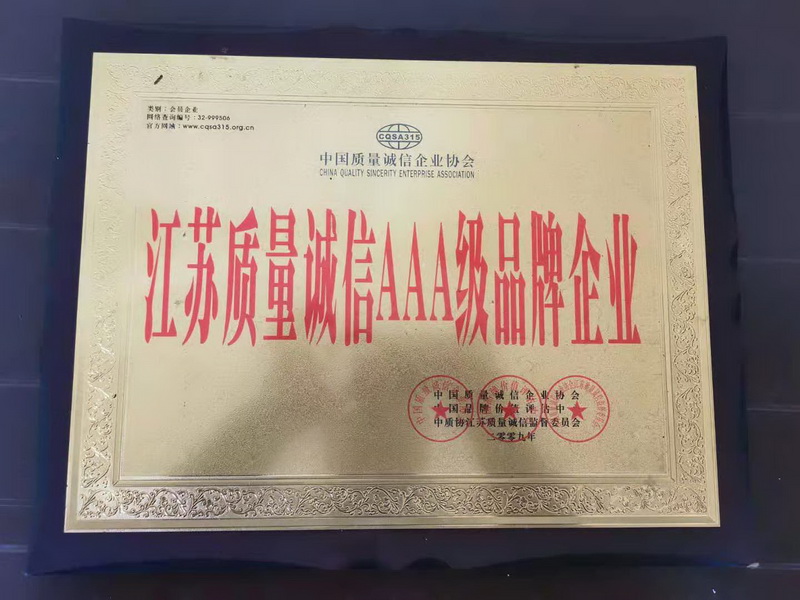 类别：会员企业
网络查询编号：32-999506
官方网址：www.cqsa315.org.cn
CQSA315
中国质量诚信企业协会
CHINA QUALITY SINCERITY ENTERPRISE ASSOCIATION
江苏质量诚信AAA级品牌企业
中国质量诚信企业协会
中国品牌价值评估中
中质协江苏质量诚信监督委员会
二零零九年